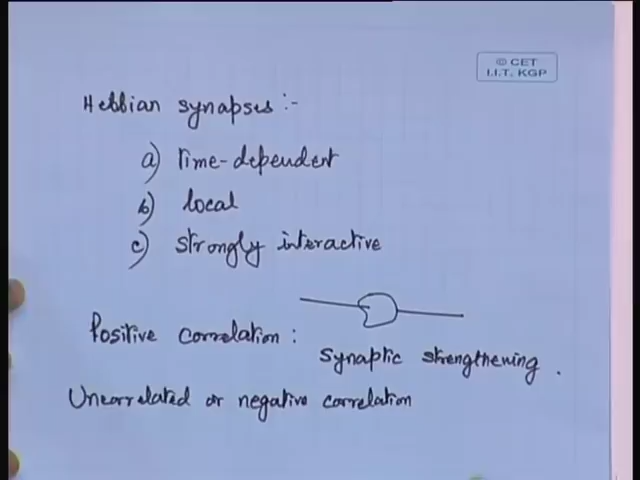 © CET
I.I.T. KGP
Hebbian synapses :-
a) Time-dependent
b) local
c) strongly interactive
Positive correlation :
synaptic strengthening .
Uncorrelated or negative correlation